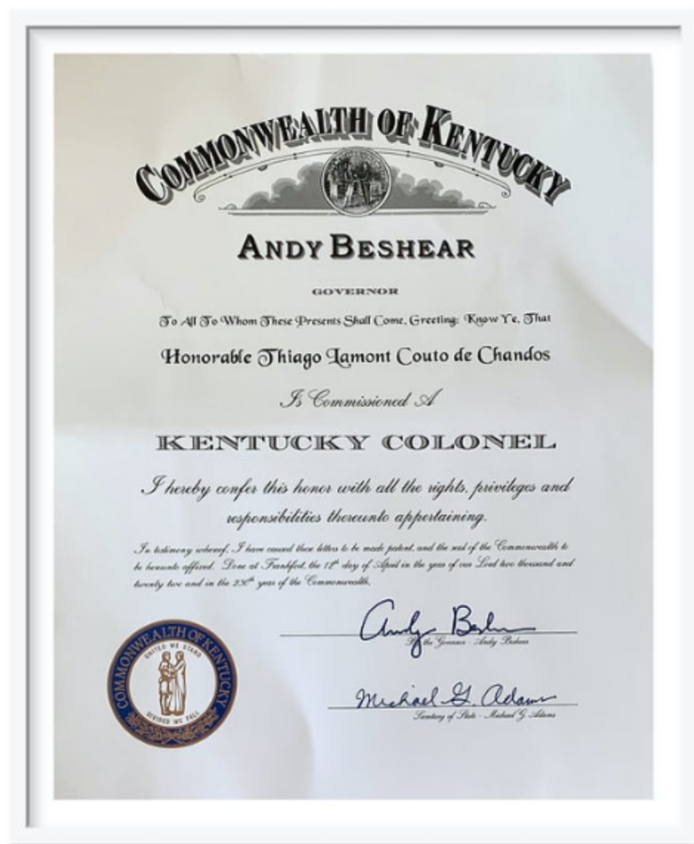 COMMONWEALTH OF KENTUCKY
ANDY BESHEAR
GOVERNOR
To All To Whom These Presents Shall Come, Greeting: Know Ye, That
Honorable Thiago Lamont Couto de Chandos
Is Commissioned A
KENTUCKY COLONEL
I hereby confer this honor with all the rights, privileges and
responsibilities thereunto appertaining.
In testimony whereof, I have caused these letters to be made patent, and the seal of the Commonwealth to
be hereunto affixed. Done at Frankfort, the 12th day of April in the year of our Lord two thousand and
twenty two and in the 230th year of the Commonwealth.
Andy Beshear
By the Governor - Andy Beshear
Michael G. Adams
Secretary of State - Michael G. Adams
COMMONWEALTH OF KENTUCKY
UNITED WE STAND
DIVIDED WE FALL